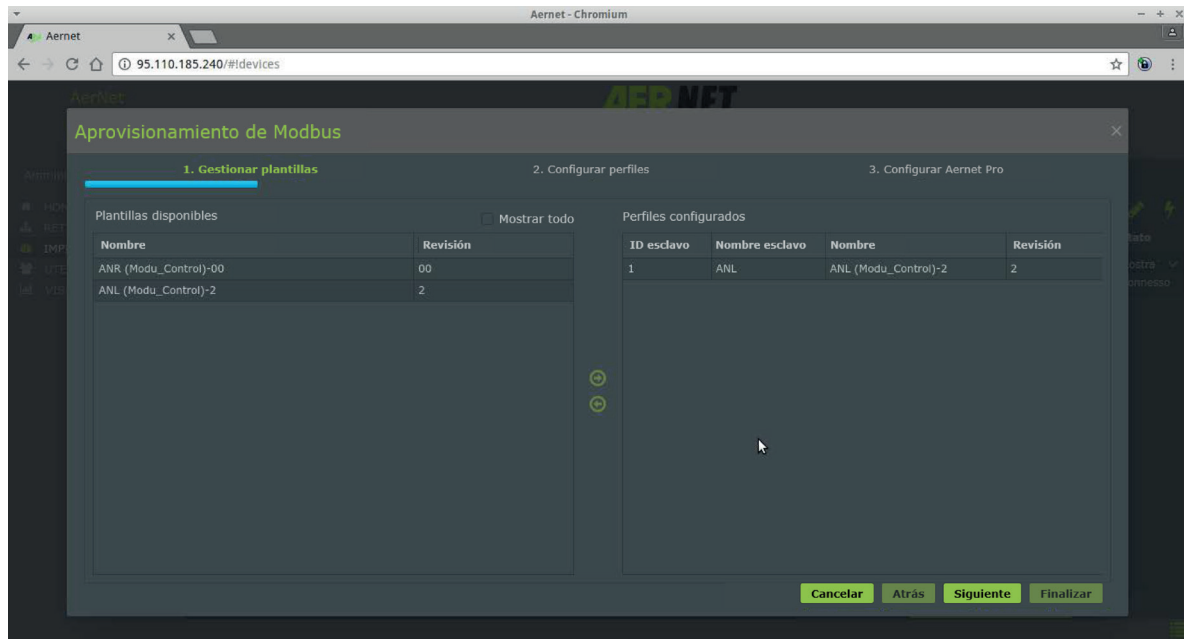 Aernet - Chromium
Aernet
95.110.185.240/#!devices
AerNet
AERNET
Aprovisionamiento de Modbus
1. Gestionar plantillas
2. Configurar perfiles
3. Configurar Aernet Pro
Plantillas disponibles
Mostrar todo
Nombre Revisión
ANR (Modu_Control)-00 00
ANL (Modu_Control)-2 2
Perfiles configurados
ID esclavo Nombre esclavo Nombre Revisión
1 ANL ANL (Modu_Control)-2 2
Cancelar
Atrás
Siguiente
Finalizar